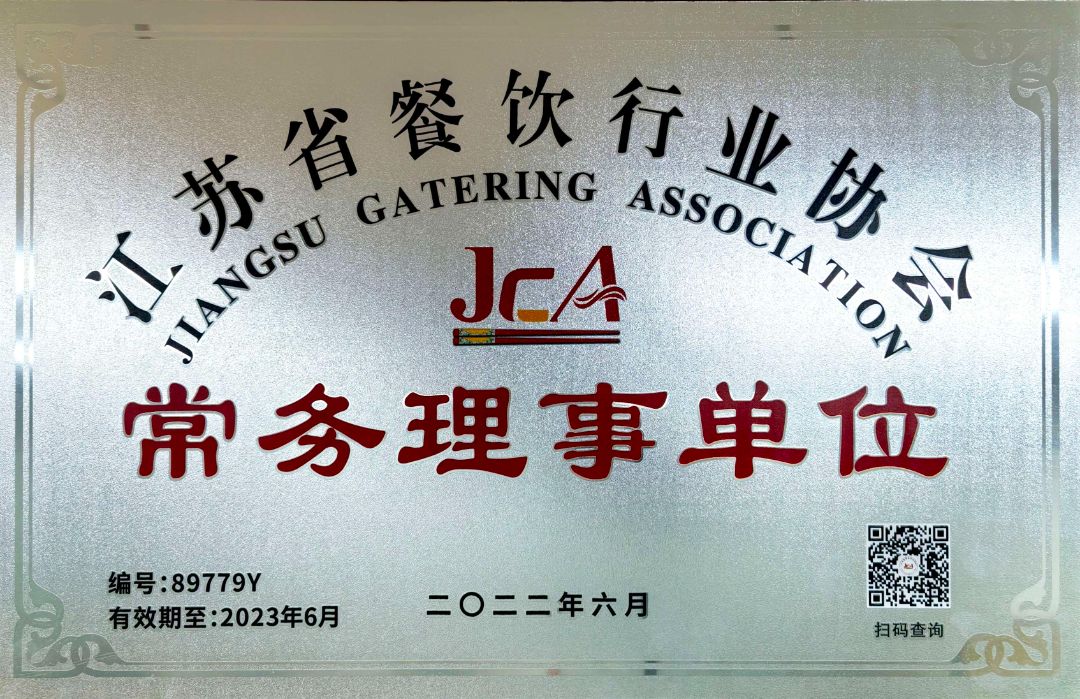 江苏省餐饮行业协会
JIANGSU GATERING ASSOCIATION
JCA
常务理事单位
编号:89779Y
有效期至:2023年6月
二〇二二年六月
扫码查询